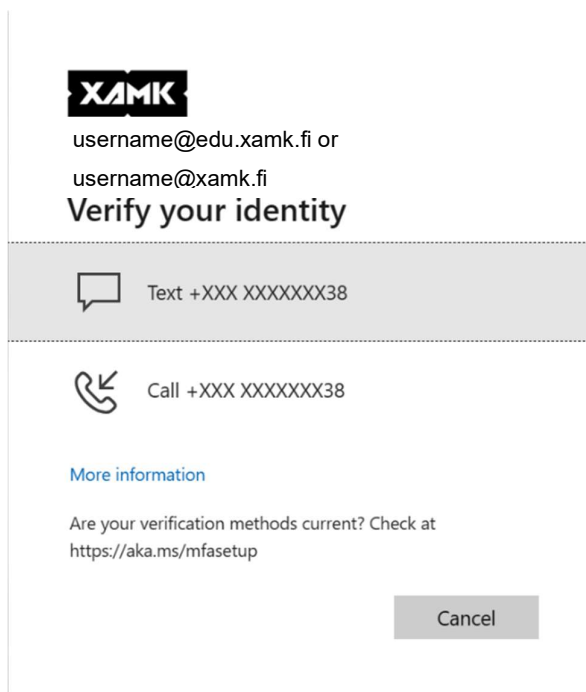 XAMK
username@edu.xamk.fi or
username@xamk.fi
Verify your identity
Text +XXX XXXXXXX38
Call +XXX XXXXXXX38
More information
Are your verification methods current? Check at
https://aka.ms/mfasetup
Cancel